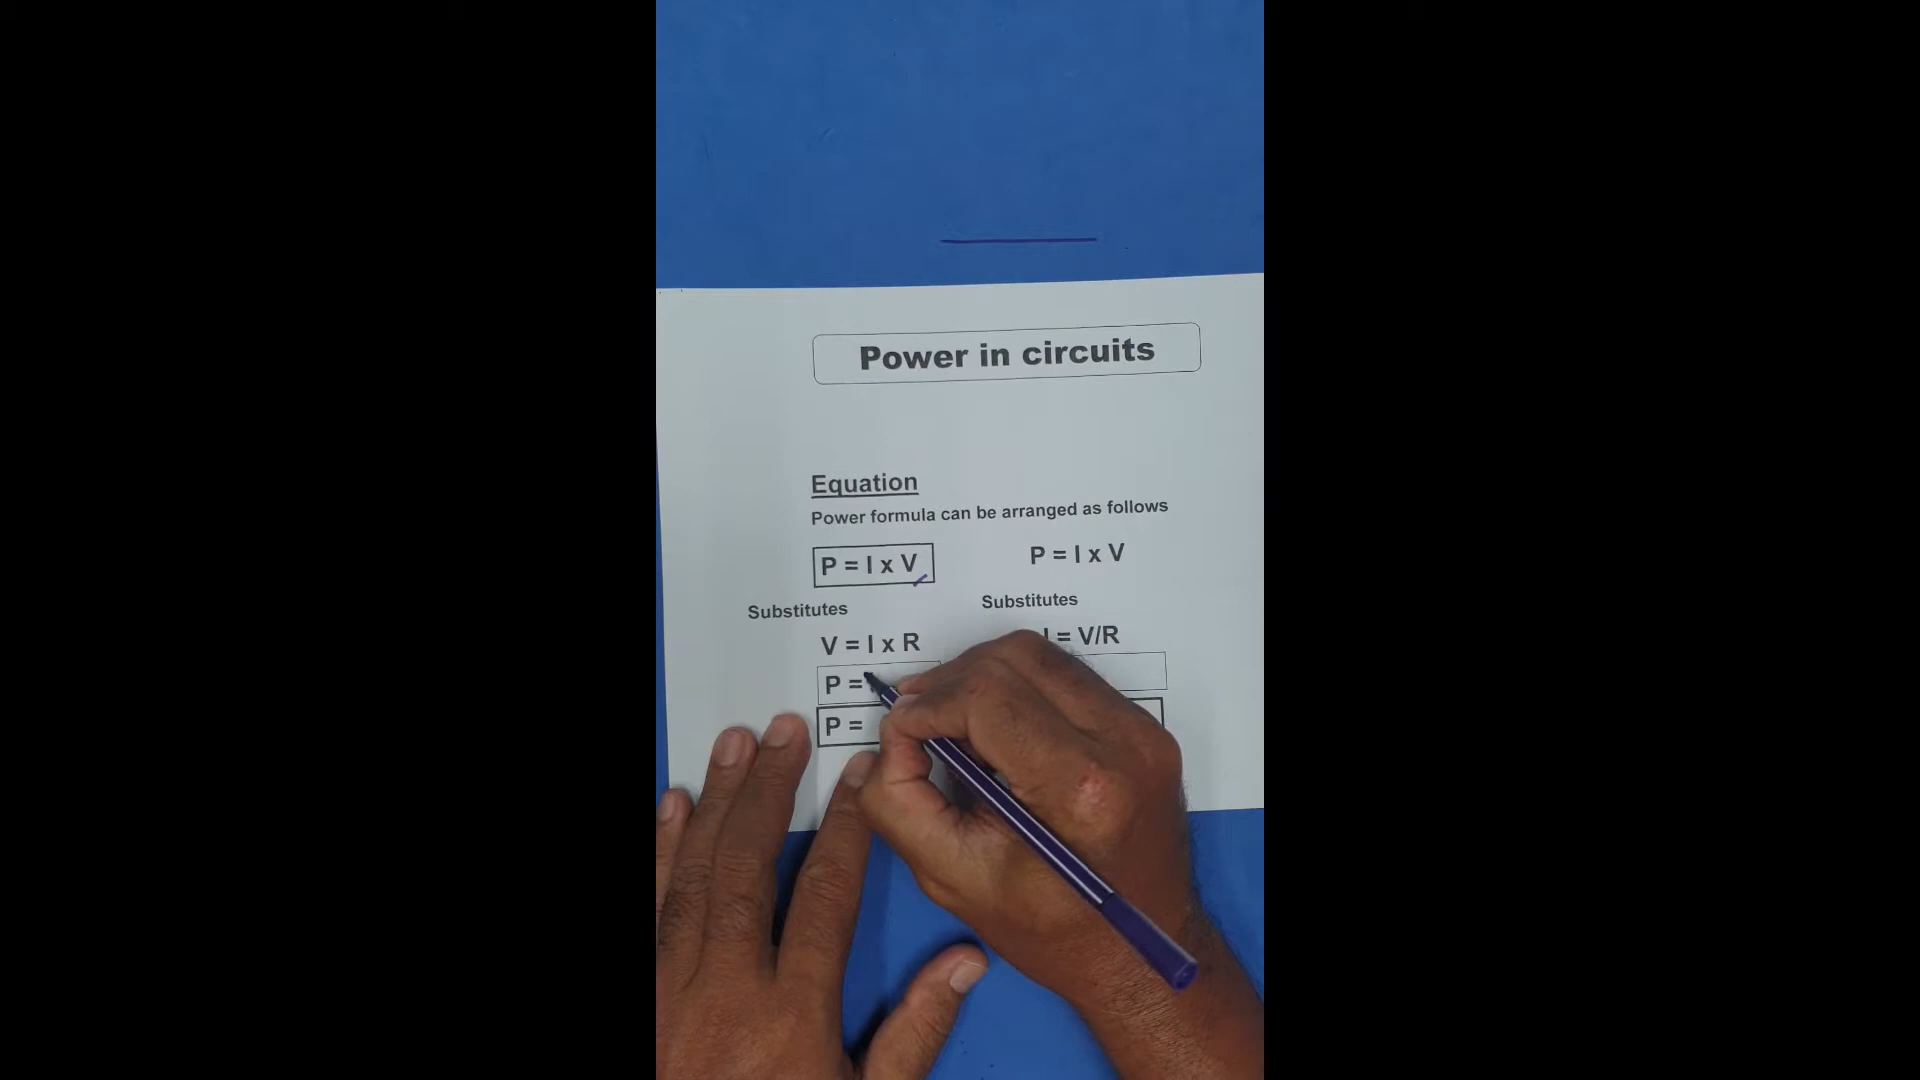 Power in circuits
Equation
Power formula can be arranged as follows
P = I x V
P = I x V
Substitutes
Substitutes
V = I x R
I = V/R
P =
P =